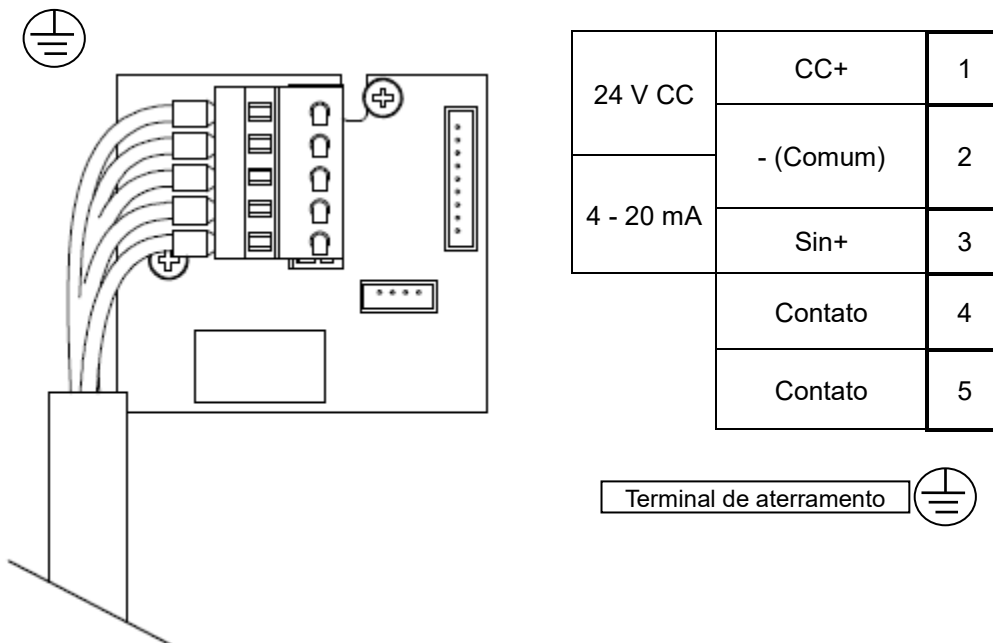 24 V CC
CC+
1
- (Comum)
2
4 - 20 mA
Sin+
3
Contato
4
Contato
5
Terminal de aterramento